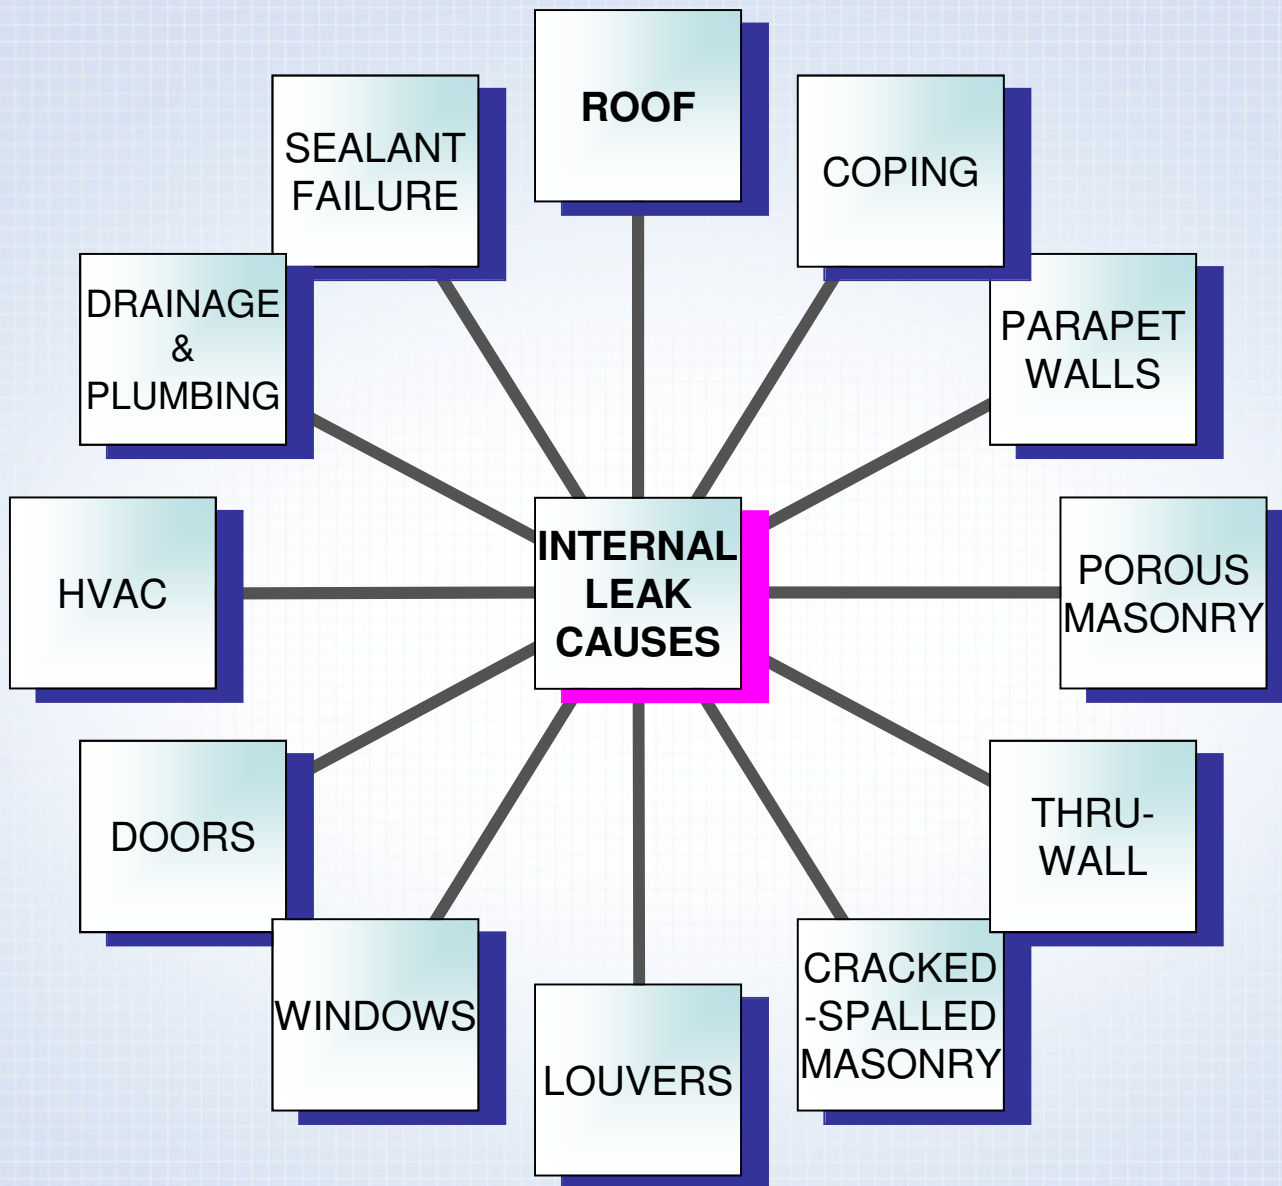 ROOF
COPING
PARAPET
WALLS
POROUS
MASONRY
THRU-
WALL
CRACKED
-SPALLED
MASONRY
LOUVERS
WINDOWS
DOORS
HVAC
DRAINAGE
&
PLUMBING
SEALANT
FAILURE
INTERNAL
LEAK
CAUSES